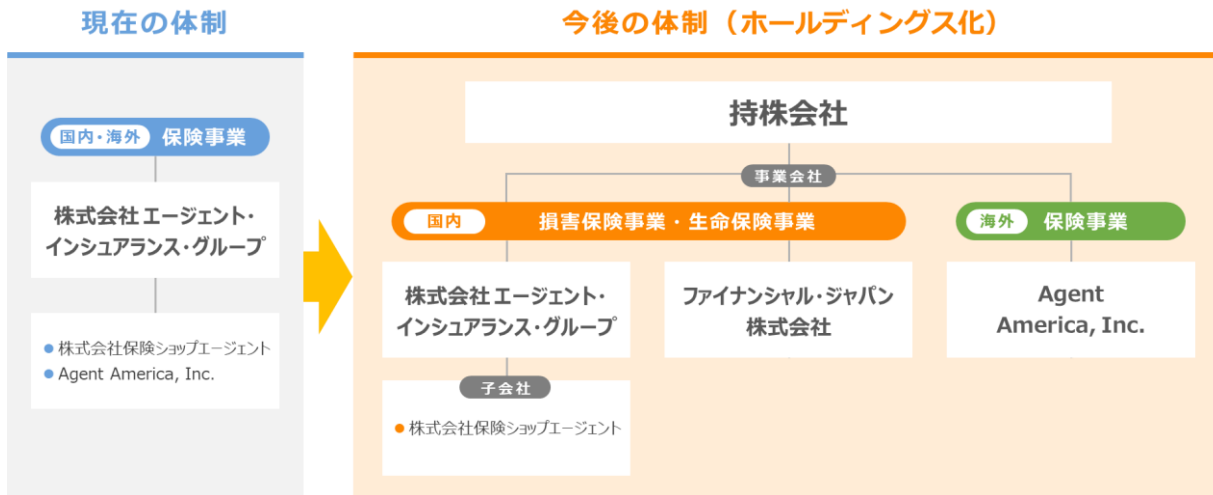 現在の体制
国内・海外 保険事業
株式会社エージェント・
インシュアランス・グループ
● 株式会社保険ショップエージェント
● Agent America, Inc.
今後の体制（ホールディングス化）
持株会社
事業会社
国内 損害保険事業・生命保険事業
海外 保険事業
株式会社エージェント・
インシュアランス・グループ
ファイナンシャル・ジャパン
株式会社
Agent
America, Inc.
子会社
● 株式会社保険ショップエージェント